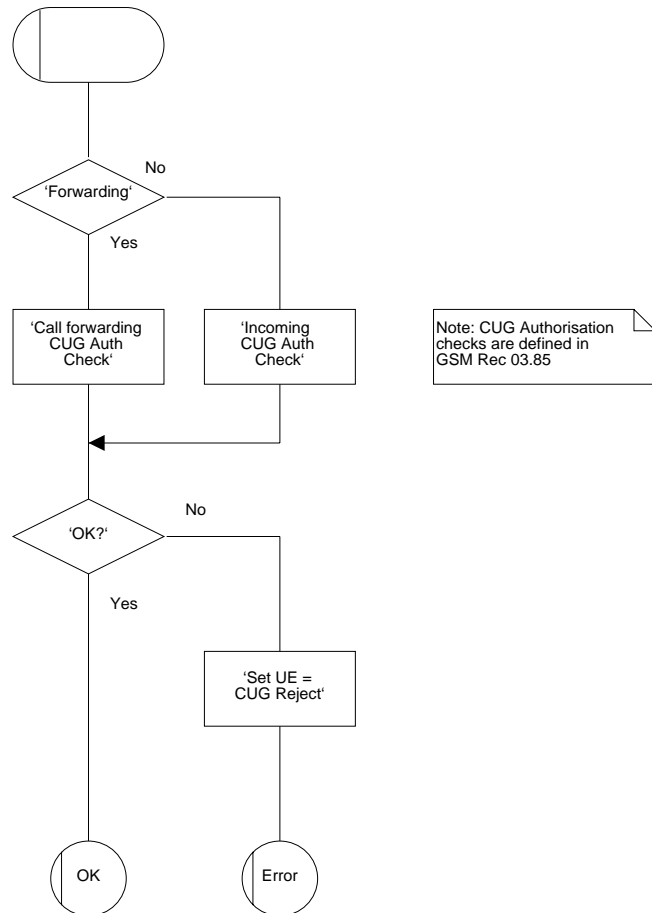 No
‘Forwarding‘
Yes
‘Call forwarding
CUG Auth
Check‘
‘Incoming
CUG Auth
Check‘
Note: CUG Authorisation
checks are defined in
GSM Rec 03.85
No
‘OK?‘
Yes
‘Set UE =
CUG Reject‘
OK
Error